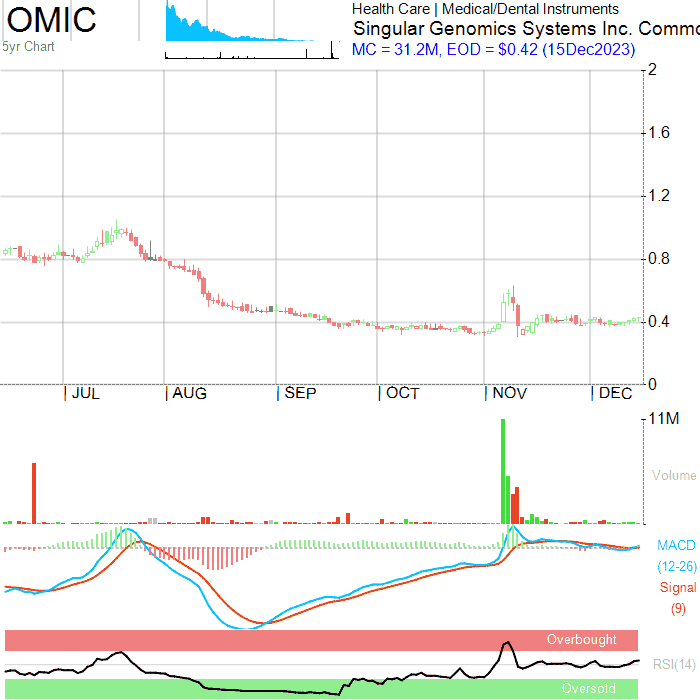 OMIC
5yr Chart
Health Care | Medical/Dental Instruments
Singular Genomics Systems Inc. Commo
MC = 31.2M, EOD = $0.42 (15Dec2023)
2
1.6
1.2
0.8
0.4
0
JUL
AUG
SEP
OCT
NOV
DEC
11M
Volume
MACD
(12-26)
Signal
(9)
Overbought
RSI(14)
Oversold